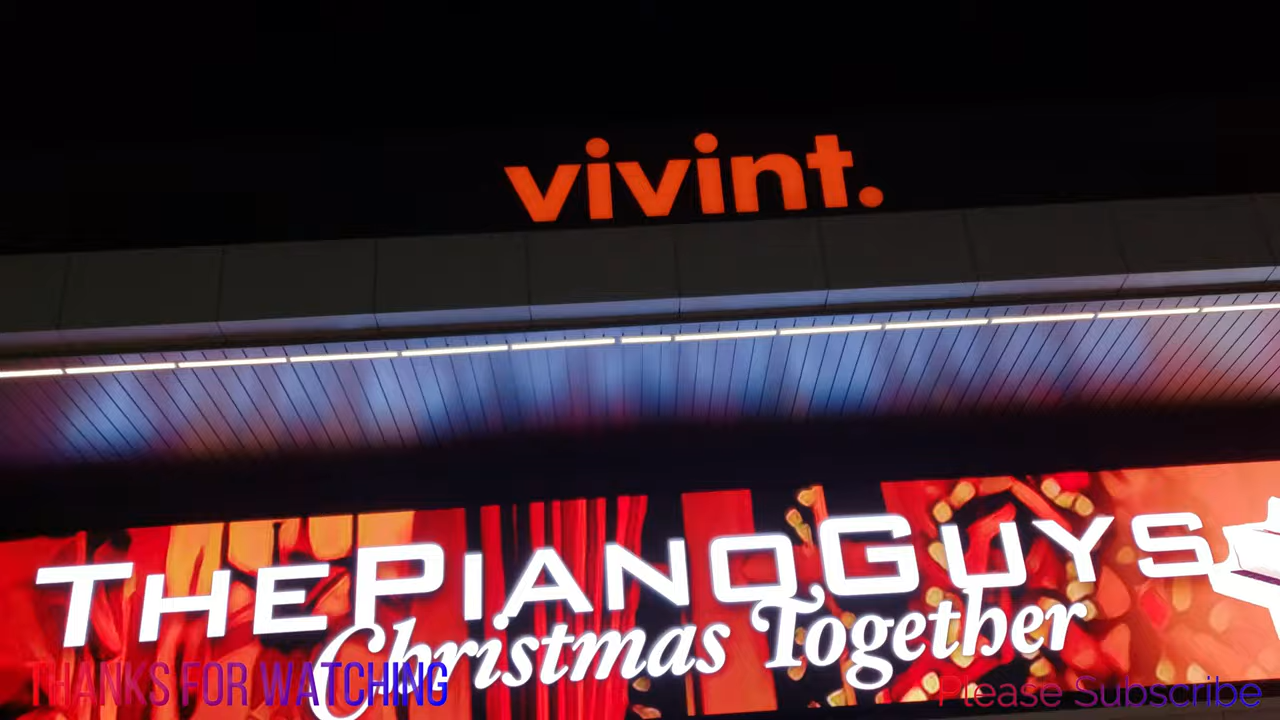 vivint.
THEPIANOGUYS
Christmas Together
THANKS FOR WATCHING
Please Subscribe